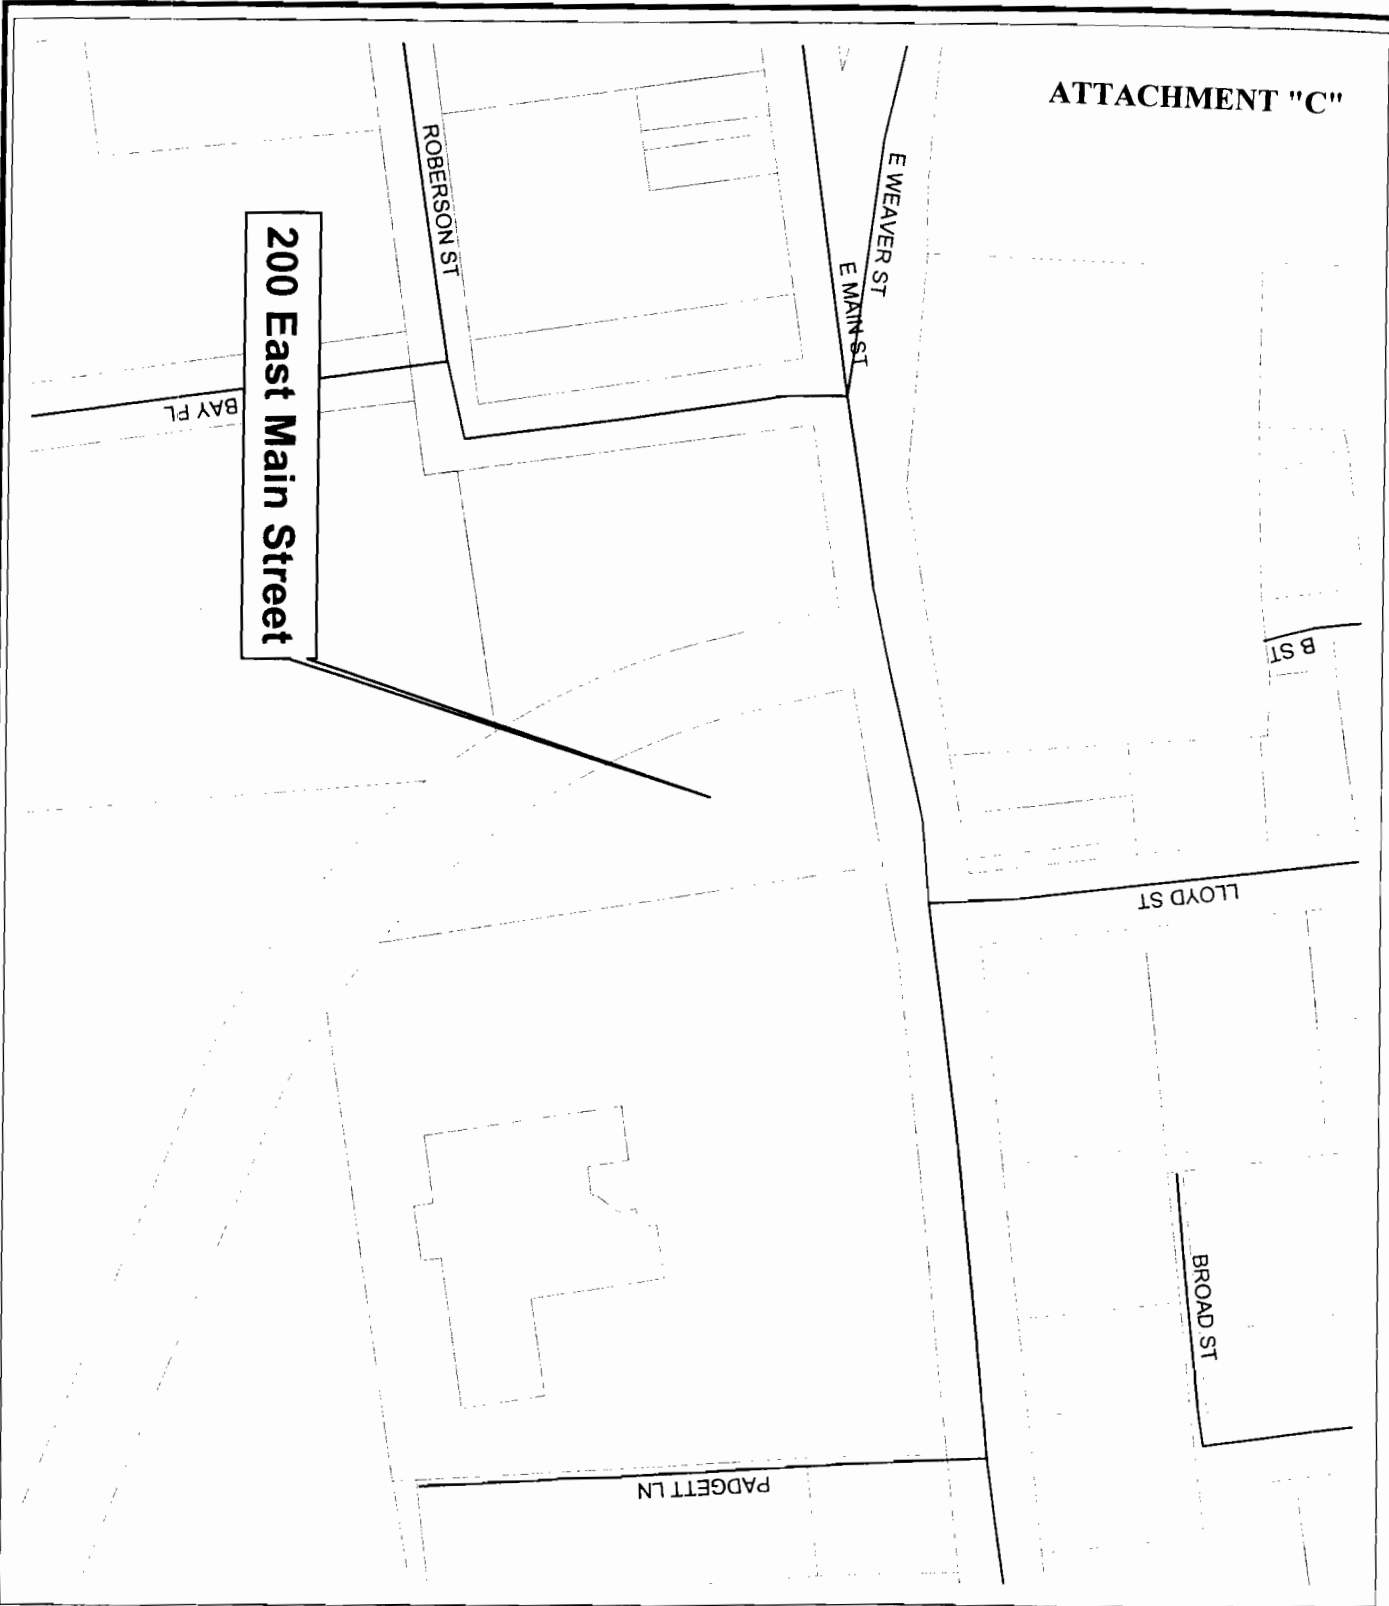 ATTACHMENT "C"
ROBERSON ST
E WEAVER ST
E MAIN ST
200 East Main Street
BAY PL
B ST
LLOYD ST
BROAD ST
PADGETT LN